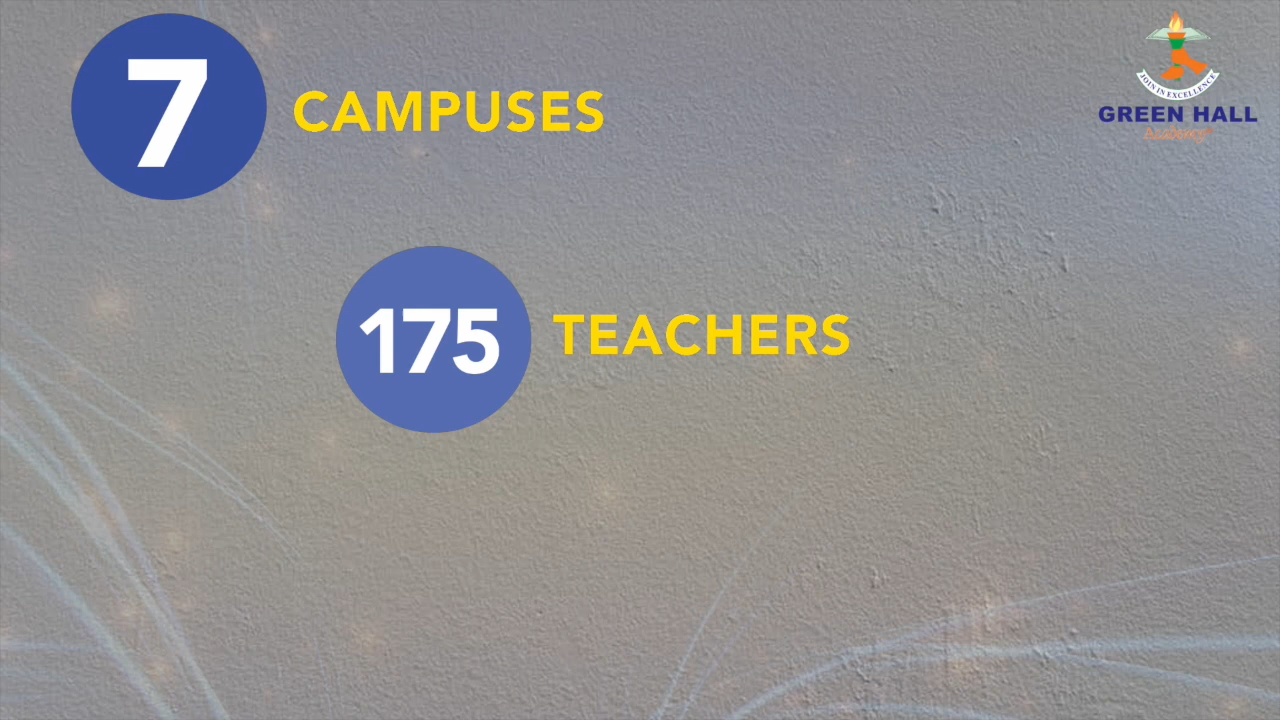 7
CAMPUSES
175
TEACHERS
JOIN IN EXCELLENCE
GREEN HALL
Academy